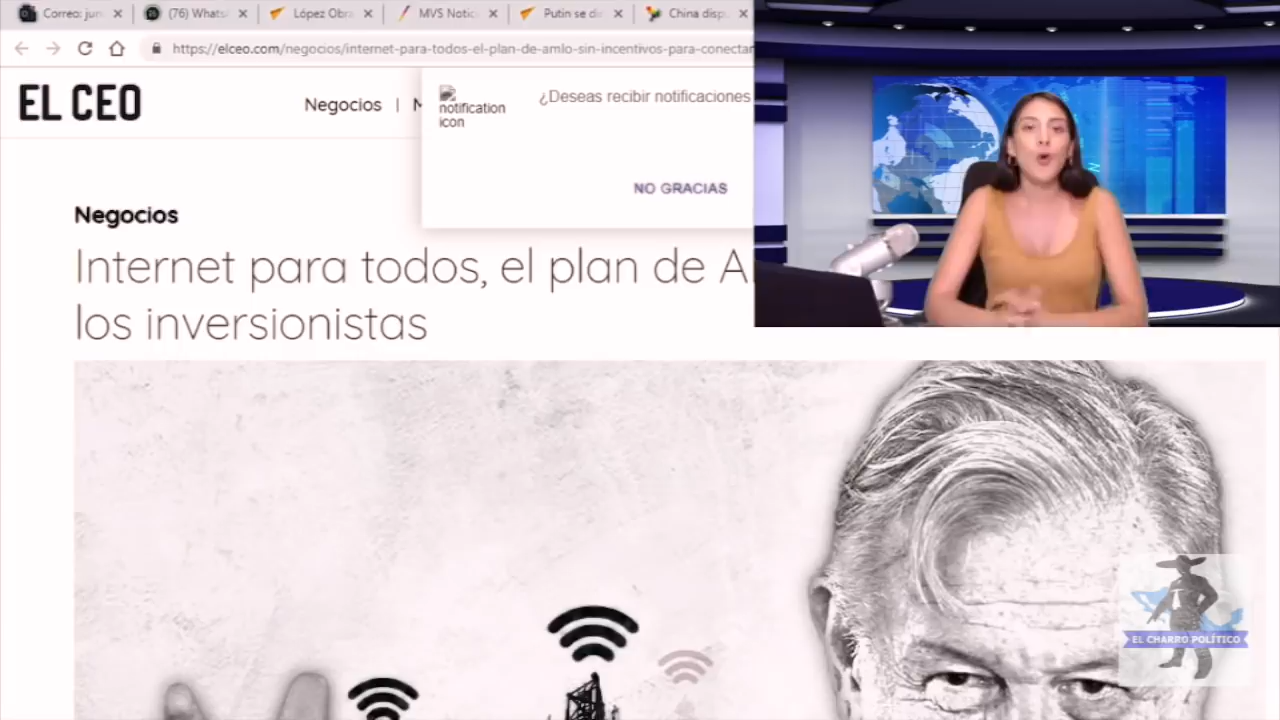 Correo: jun
(76) Whats
López Obra
MVS Notic
Putin se di
China disp
https://elceo.com/negocios/internet-para-todos-el-plan-de-amlo-sin-incentivos-para-conectar
EL CEO
Negocios
notification icon
¿Deseas recibir notificaciones
NO GRACIAS
Negocios
Internet para todos, el plan de A
los inversionistas
EL CHARRO POLÍTICO